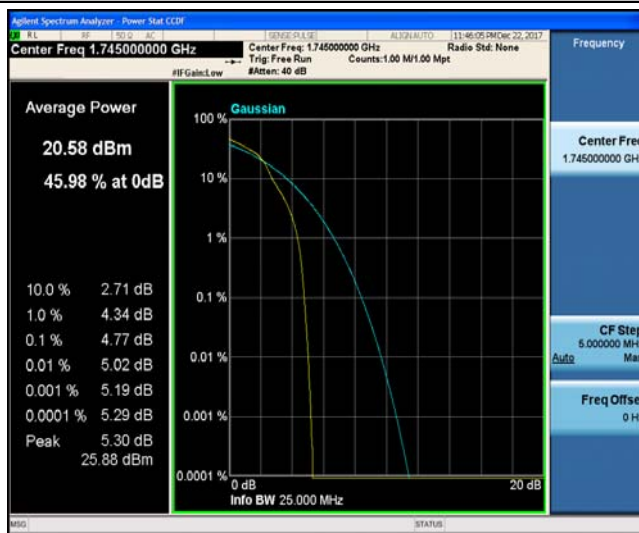 Agilent Spectrum Analyzer - Power Stat CCDF
RL RF 50 Ω AC SENSE:PULSE ALIGN AUTO 11:46:05 PM Dec 22, 2017
Center Freq 1.745000000 GHz
Center Freq: 1.745000000 GHz Radio Std: None
Trig: Free Run Counts:1.00 M/1.00 Mpt
#IFGain:Low #Atten: 40 dB
Frequency
Average Power
20.58 dBm
45.98 % at 0dB
10.0 % 2.71 dB
1.0 % 4.34 dB
0.1 % 4.77 dB
0.01 % 5.02 dB
0.001 % 5.19 dB
0.0001 % 5.29 dB
Peak 5.30 dB
25.88 dBm
Gaussian
100 %
10 %
1 %
0.1 %
0.01 %
0.001 %
0.0001 %
0 dB 20 dB
Info BW 25.000 MHz
Center Fre
1.745000000 GH
CF Step
5.000000 MH
Auto Ma
Freq Offse
0 H
MSG STATUS